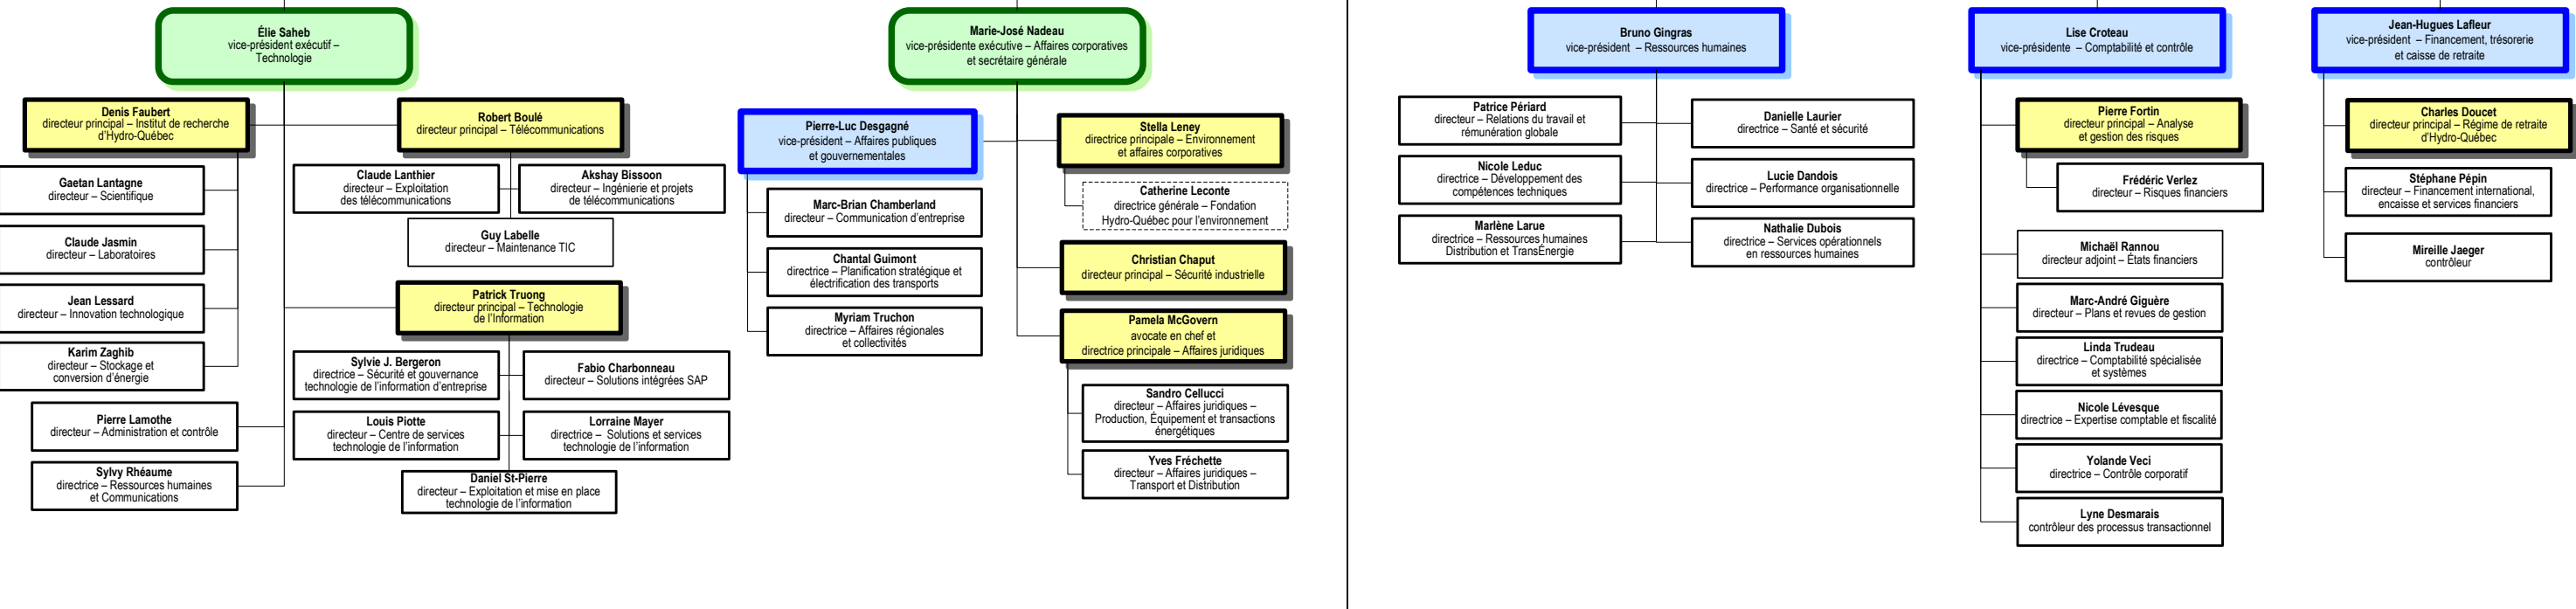 Élie Saheb
vice-président exécutif –
Technologie
Denis Faubert
directeur principal – Institut de recherche
d'Hydro-Québec
Robert Boulé
directeur principal – Télécommunications
Gaetan Lantagne
directeur – Scientifique
Claude Jasmin
directeur – Laboratoires
Jean Lessard
directeur – Innovation technologique
Karim Zaghib
directeur – Stockage et
conversion d'énergie
Pierre Lamothe
directeur – Administration et contrôle
Sylvy Rhéaume
directrice – Ressources humaines
et Communications
Claude Lanthier
directeur – Exploitation
des télécommunications
Akshay Bissoon
directeur – Ingénierie et projets
de télécommunications
Guy Labelle
directeur – Maintenance TIC
Patrick Truong
directeur principal – Technologie
de l'Information
Sylvie J. Bergeron
directrice – Sécurité et gouvernance
technologie de l'information d'entreprise
Fabio Charbonneau
directeur – Solutions intégrées SAP
Louis Piotte
directeur – Centre de services
technologie de l'information
Lorraine Mayer
directrice – Solutions et services
technologie de l'information
Daniel St-Pierre
directeur – Exploitation et mise en place
technologie de l'information
Marie-José Nadeau
vice-présidente exécutive – Affaires corporatives
et secrétaire générale
Pierre-Luc Desgagné
vice-président – Affaires publiques
et gouvernementales
Marc-Brian Chamberland
directeur – Communication d'entreprise
Chantal Guimont
directrice – Planification stratégique et
électrification des transports
Myriam Truchon
directrice – Affaires régionales
et collectivités
Stella Leney
directrice principale – Environnement
et affaires corporatives
Catherine Leconte
directrice générale – Fondation
Hydro-Québec pour l'environnement
Christian Chaput
directeur principal – Sécurité industrielle
Pamela McGovern
avocate en chef et
directrice principale – Affaires juridiques
Sandro Cellucci
directeur – Affaires juridiques –
Production, Équipement et transactions
énergétiques
Yves Fréchette
directeur – Affaires juridiques –
Transport et Distribution
Bruno Gingras
vice-président – Ressources humaines
Patrice Périard
directeur – Relations du travail et
rémunération globale
Danielle Laurier
directrice – Santé et sécurité
Nicole Leduc
directrice – Développement des
compétences techniques
Lucie Dandois
directrice – Performance organisationnelle
Marlène Larue
directrice – Ressources humaines
Distribution et TransÉnergie
Nathalie Dubois
directrice – Services opérationnels
en ressources humaines
Lise Croteau
vice-présidente – Comptabilité et contrôle
Pierre Fortin
directeur principal – Analyse
et gestion des risques
Frédéric Verlez
directeur – Risques financiers
Michaël Rannou
directeur adjoint – États financiers
Marc-André Giguère
directeur – Plans et revues de gestion
Linda Trudeau
directrice – Comptabilité spécialisée
et systèmes
Nicole Lévesque
directrice – Expertise comptable et fiscalité
Yolande Veci
directrice – Contrôle corporatif
Lyne Desmarais
contrôleur des processus transactionnel
Jean-Hugues Lafleur
vice-président – Financement, trésorerie
et caisse de retraite
Charles Doucet
directeur principal – Régime de retraite
d'Hydro-Québec
Stéphane Pépin
directeur – Financement international,
encaisse et services financiers
Mireille Jaeger
contrôleur